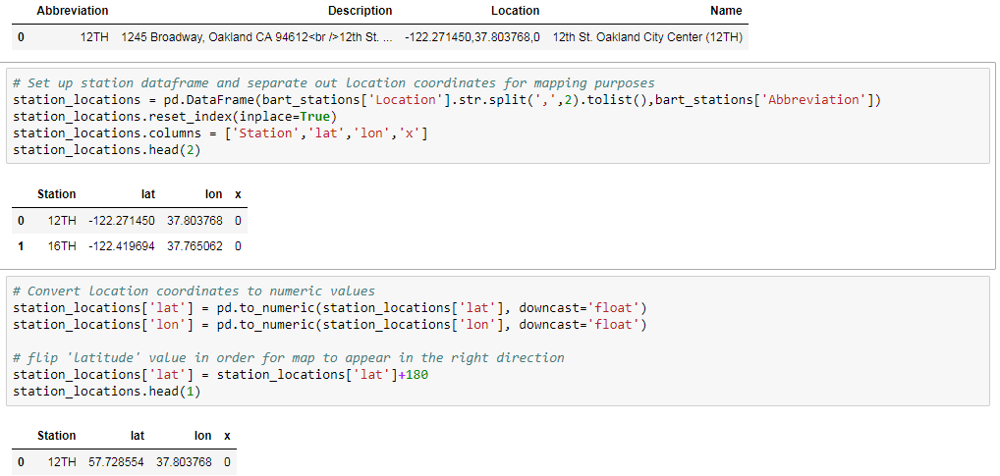 Abbreviation Description Location Name
0 12TH 1245 Broadway, Oakland CA 94612<br />12th St. ... -122.271450,37.803768,0 12th St. Oakland City Center (12TH)
# Set up station dataframe and separate out location coordinates for mapping purposes
station_locations = pd.DataFrame(bart_stations['Location'].str.split(',',2).tolist(),bart_stations['Abbreviation'])
station_locations.reset_index(inplace=True)
station_locations.columns = ['Station','lat','lon','x']
station_locations.head(2)
Station lat lon x
0 12TH -122.271450 37.803768 0
1 16TH -122.419694 37.765062 0
# Convert location coordinates to numeric values
station_locations['lat'] = pd.to_numeric(station_locations['lat'], downcast='float')
station_locations['lon'] = pd.to_numeric(station_locations['lon'], downcast='float')
# flip 'latitude' value in order for map to appear in the right direction
station_locations['lat'] = station_locations['lat']+180
station_locations.head(1)
Station lat lon x
0 12TH 57.728554 37.803768 0